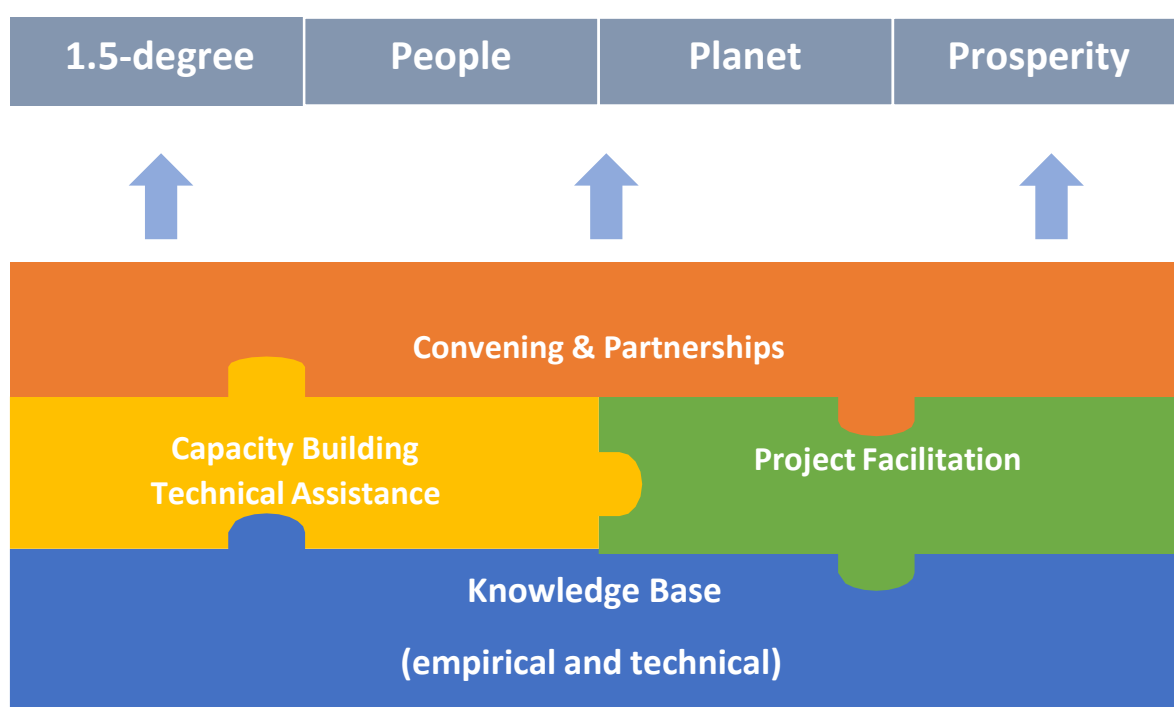 1.5-degree People Planet Prosperity
Convening & Partnerships
Capacity Building
Technical Assistance
Project Facilitation
Knowledge Base
(empirical and technical)